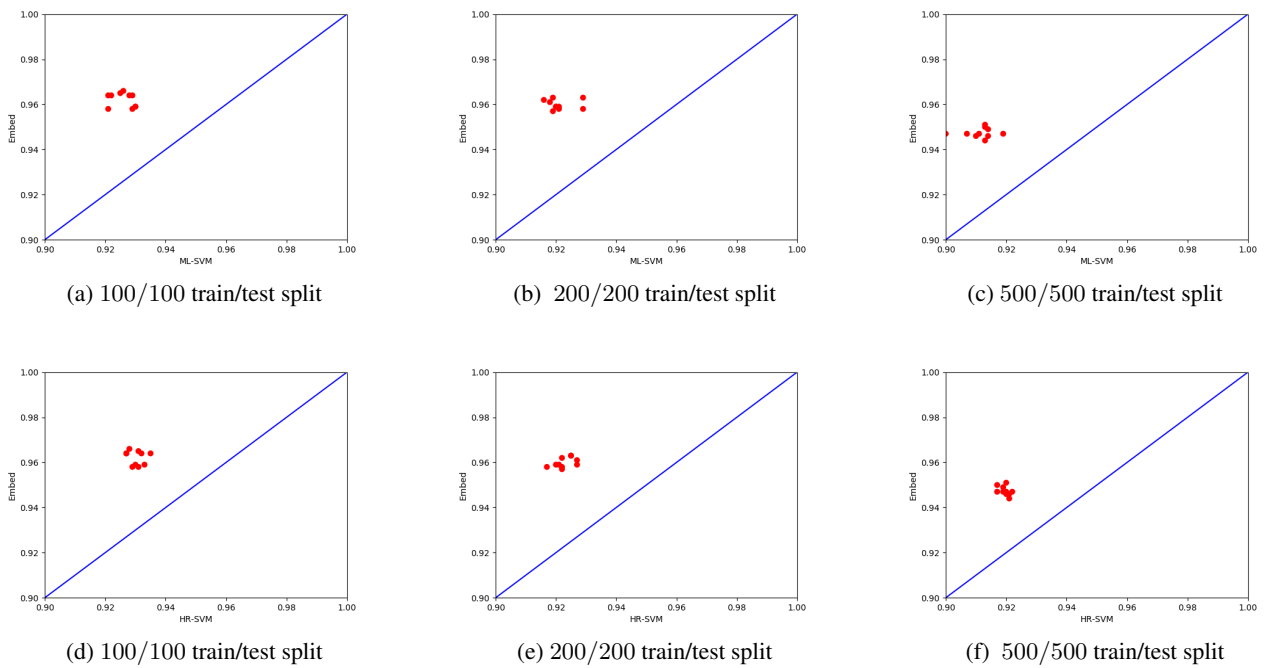 1.00 1.00 1.00
0.98 0.98 0.98
0.96 0.96 0.96
Embed Embed Embed
0.94 0.94 0.94
0.92 0.92 0.92
0.90 0.90 0.90
0.90 0.92 0.94 0.96 0.98 1.00 0.90 0.92 0.94 0.96 0.98 1.00 0.90 0.92 0.94 0.96 0.98 1.00
ML-SVM ML-SVM ML-SVM
(a) 100/100 train/test split (b) 200/200 train/test split (c) 500/500 train/test split
1.00 1.00 1.00
0.98 0.98 0.98
0.96 0.96 0.96
Embed Embed Embed
0.94 0.94 0.94
0.92 0.92 0.92
0.90 0.90 0.90
0.90 0.92 0.94 0.96 0.98 1.00 0.90 0.92 0.94 0.96 0.98 1.00 0.90 0.92 0.94 0.96 0.98 1.00
HR-SVM HR-SVM HR-SVM
(d) 100/100 train/test split (e) 200/200 train/test split (f) 500/500 train/test split